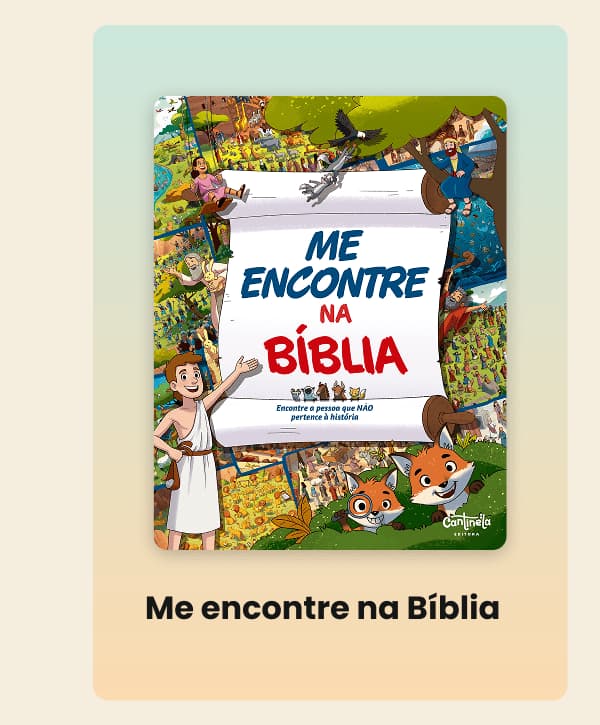 ME
ENCONTRE
NA
BÍBLIA
Encontre a pessoa que NÃO
pertence à história
Cantinela
EDITORA
Me encontre na Bíblia